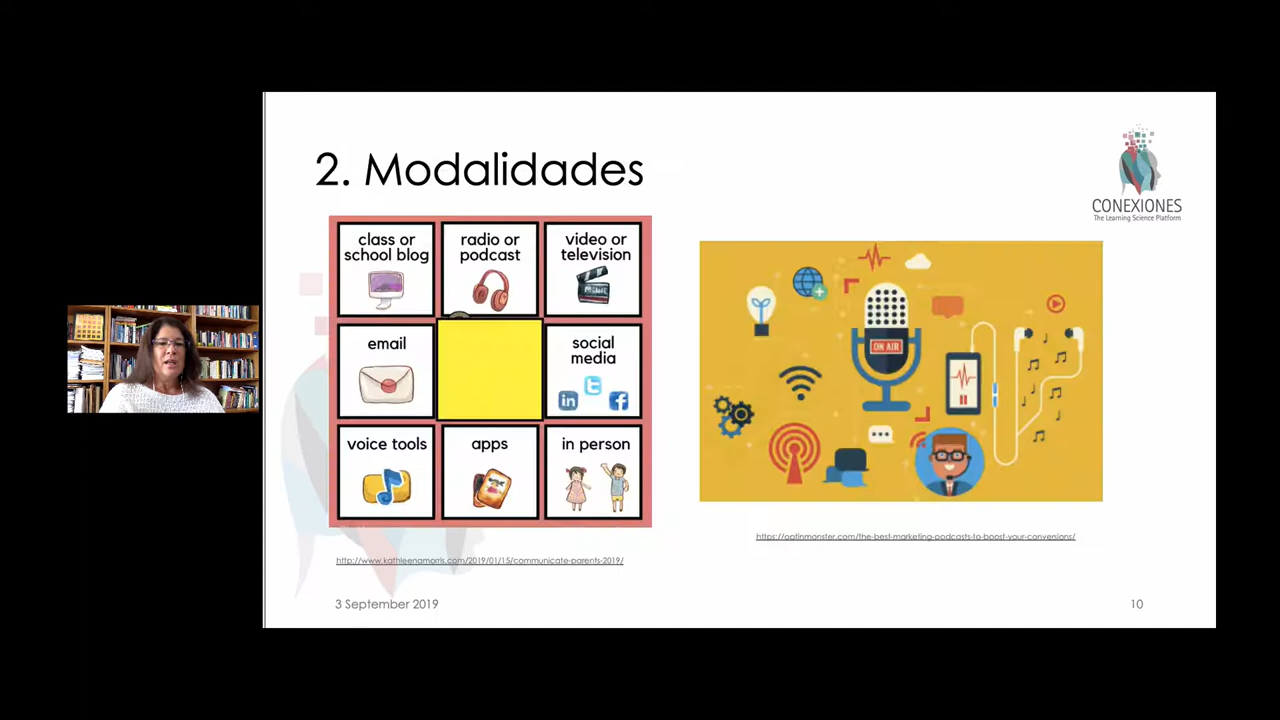 2. Modalidades
CONEXIONES
The Learning Science Platform
class or
school blog
radio or
podcast
video or
television
email
social
media
in
t
f
voice tools
apps
in person
ON AIR
http://www.kathleenamorris.com/2019/01/15/communicate-parents-2019/
https://optinmonster.com/the-best-marketing-podcasts-to-boost-your-conversions/
3 September 2019
10